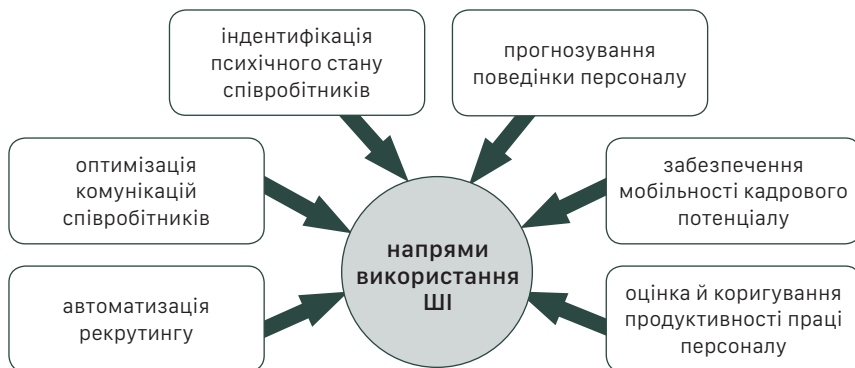 індентифікація
психічного стану
співробітників
прогнозування
поведінки персоналу
оптимізація
комунікацій
співробітників
забезпечення
мобільності кадрового
потенціалу
напрями
використання
ШІ
автоматизація
рекрутингу
оцінка й коригування
продуктивності праці
персоналу